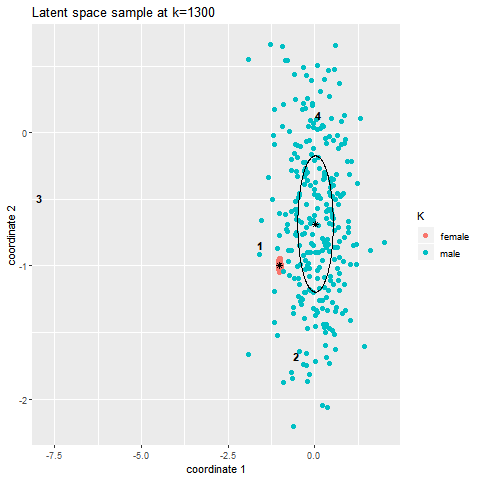 Latent space sample at k=1300
4
0
3
K
female
male
1
-1
2
-2
-7.5
-5.0
-2.5
0.0
coordinate 1
coordinate 2